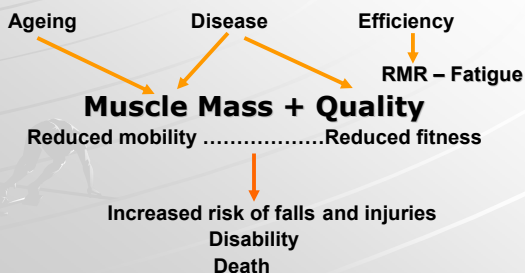 Ageing Disease Efficiency
RMR – Fatigue
Muscle Mass + Quality
Reduced mobility ………………Reduced fitness
Increased risk of falls and injuries
Disability
Death